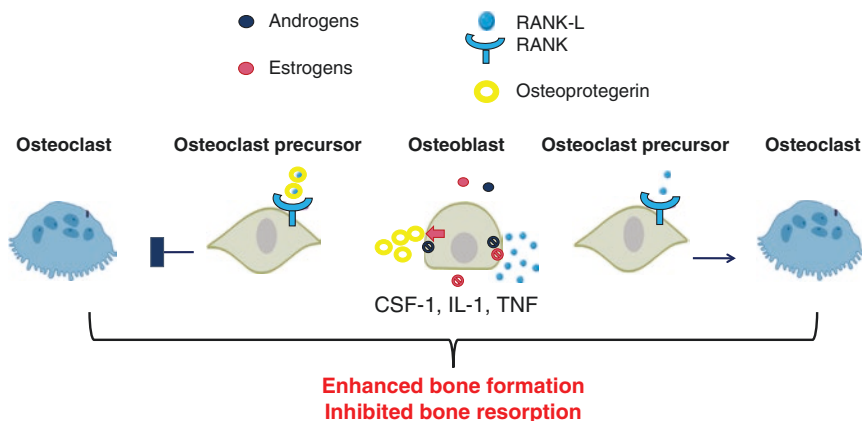 Androgens
Estrogens
RANK-L
RANK
Osteoprotegerin
Osteoclast
Osteoclast precursor
Osteoblast
Osteoclast precursor
Osteoclast
CSF-1, IL-1, TNF
Enhanced bone formation
Inhibited bone resorption